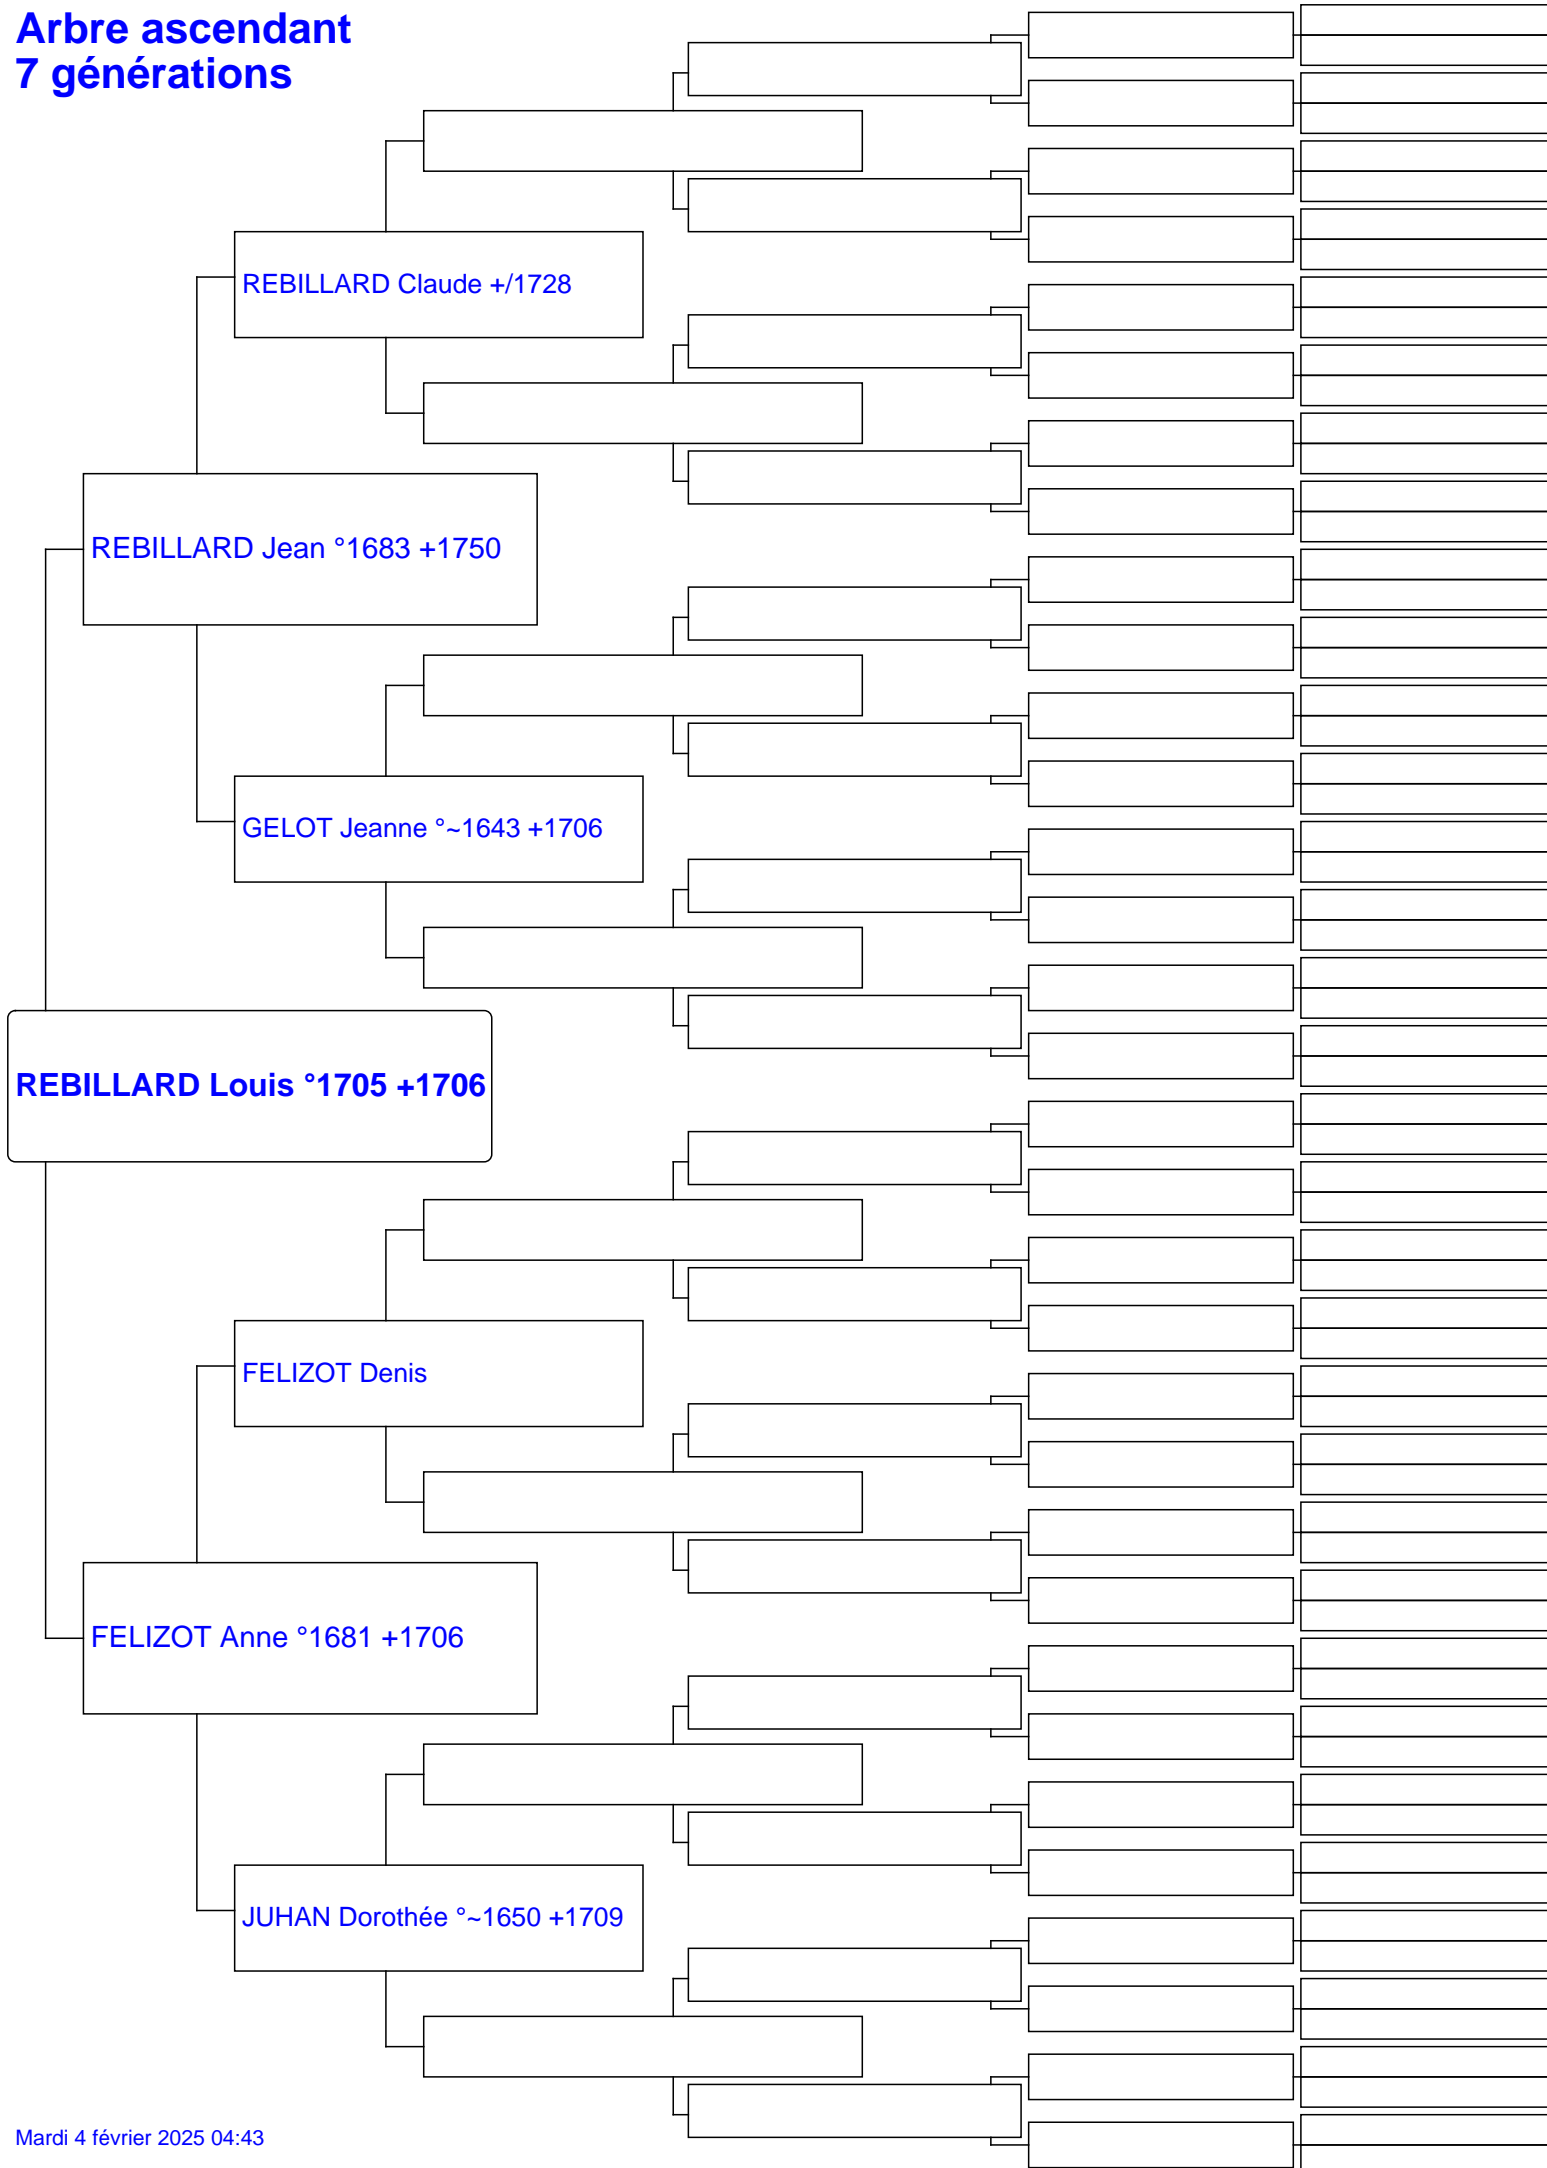 Arbre ascendant
7 générations
REBILLARD Claude +/1728
REBILLARD Jean °1683 +1750
GELOT Jeanne °~1643 +1706
REBILLARD Louis °1705 +1706
FELIZOT Denis
FELIZOT Anne °1681 +1706
JUHAN Dorothée °~1650 +1709
Mardi 4 février 2025 04:43